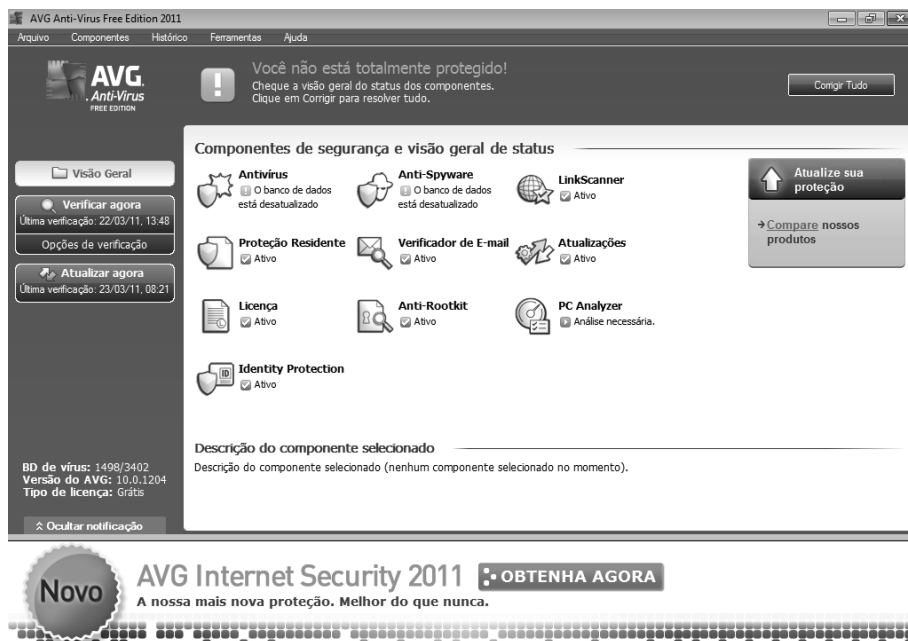 AVG Anti-Virus Free Edition 2011
Arquivo Componentes Histórico Ferramentas Ajuda
AVG.
Anti-Virus
FREE EDITION
Você não está totalmente protegido!
Cheque a visão geral do status dos componentes.
Clique em Corrigir para resolver tudo.
Corrigir Tudo
Visão Geral
Verificar agora
Última verificação: 22/03/11, 13:48
Opções de verificação
Atualizar agora
Última verificação: 23/03/11, 08:21
BD de vírus: 1498/3402
Versão do AVG: 10.0.1204
Tipo de licença: Grátis
Ocultar notificação
Componentes de segurança e visão geral de status
Antivírus
O banco de dados
está desatualizado
Anti-Spyware
O banco de dados
está desatualizado
LinkScanner
Ativo
Proteção Residente
Ativo
Verificador de E-mail
Ativo
Atualizações
Ativo
Licença
Ativo
Anti-Rootkit
Ativo
PC Analyzer
Análise necessária.
ID
Identity Protection
Ativo
Atualize sua
proteção
Compare nossos
produtos
Descrição do componente selecionado
Descrição do componente selecionado (nenhum componente selecionado no momento).
Novo
AVG Internet Security 2011
OBTENHA AGORA
A nossa mais nova proteção. Melhor do que nunca.